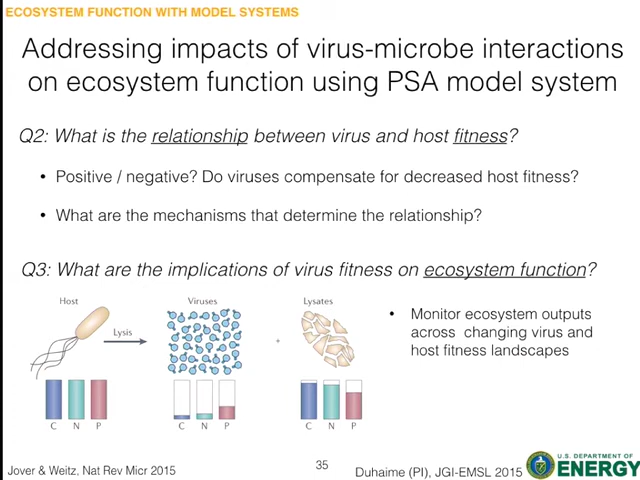 ECOSYSTEM FUNCTION WITH MODEL SYSTEMS
Addressing impacts of virus-microbe interactions
on ecosystem function using PSA model system
Q2: What is the relationship between virus and host fitness?
• Positive / negative? Do viruses compensate for decreased host fitness?
• What are the mechanisms that determine the relationship?
Q3: What are the implications of virus fitness on ecosystem function?
Host
Lysis
Viruses
+
Lysates
C N P
C N P
C N P
• Monitor ecosystem outputs
across changing virus and
host fitness landscapes
Jover & Weitz, Nat Rev Micr 2015
35
Duhaime (PI), JGI-EMSL 2015
U.S. DEPARTMENT OF
ENERGY